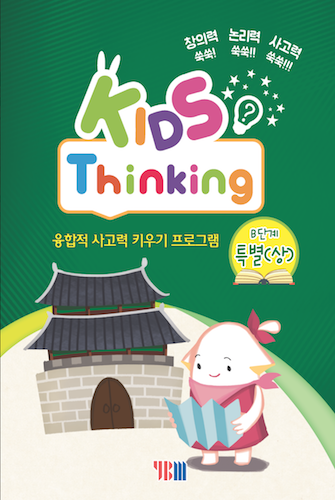 창의력 논리력 사고력
쑥쑥! 쑥쑥!! 쑥쑥!!!
KIDS
Thinking
융합적 사고력 키우기 프로그램
B단계
특별(상)
YBM